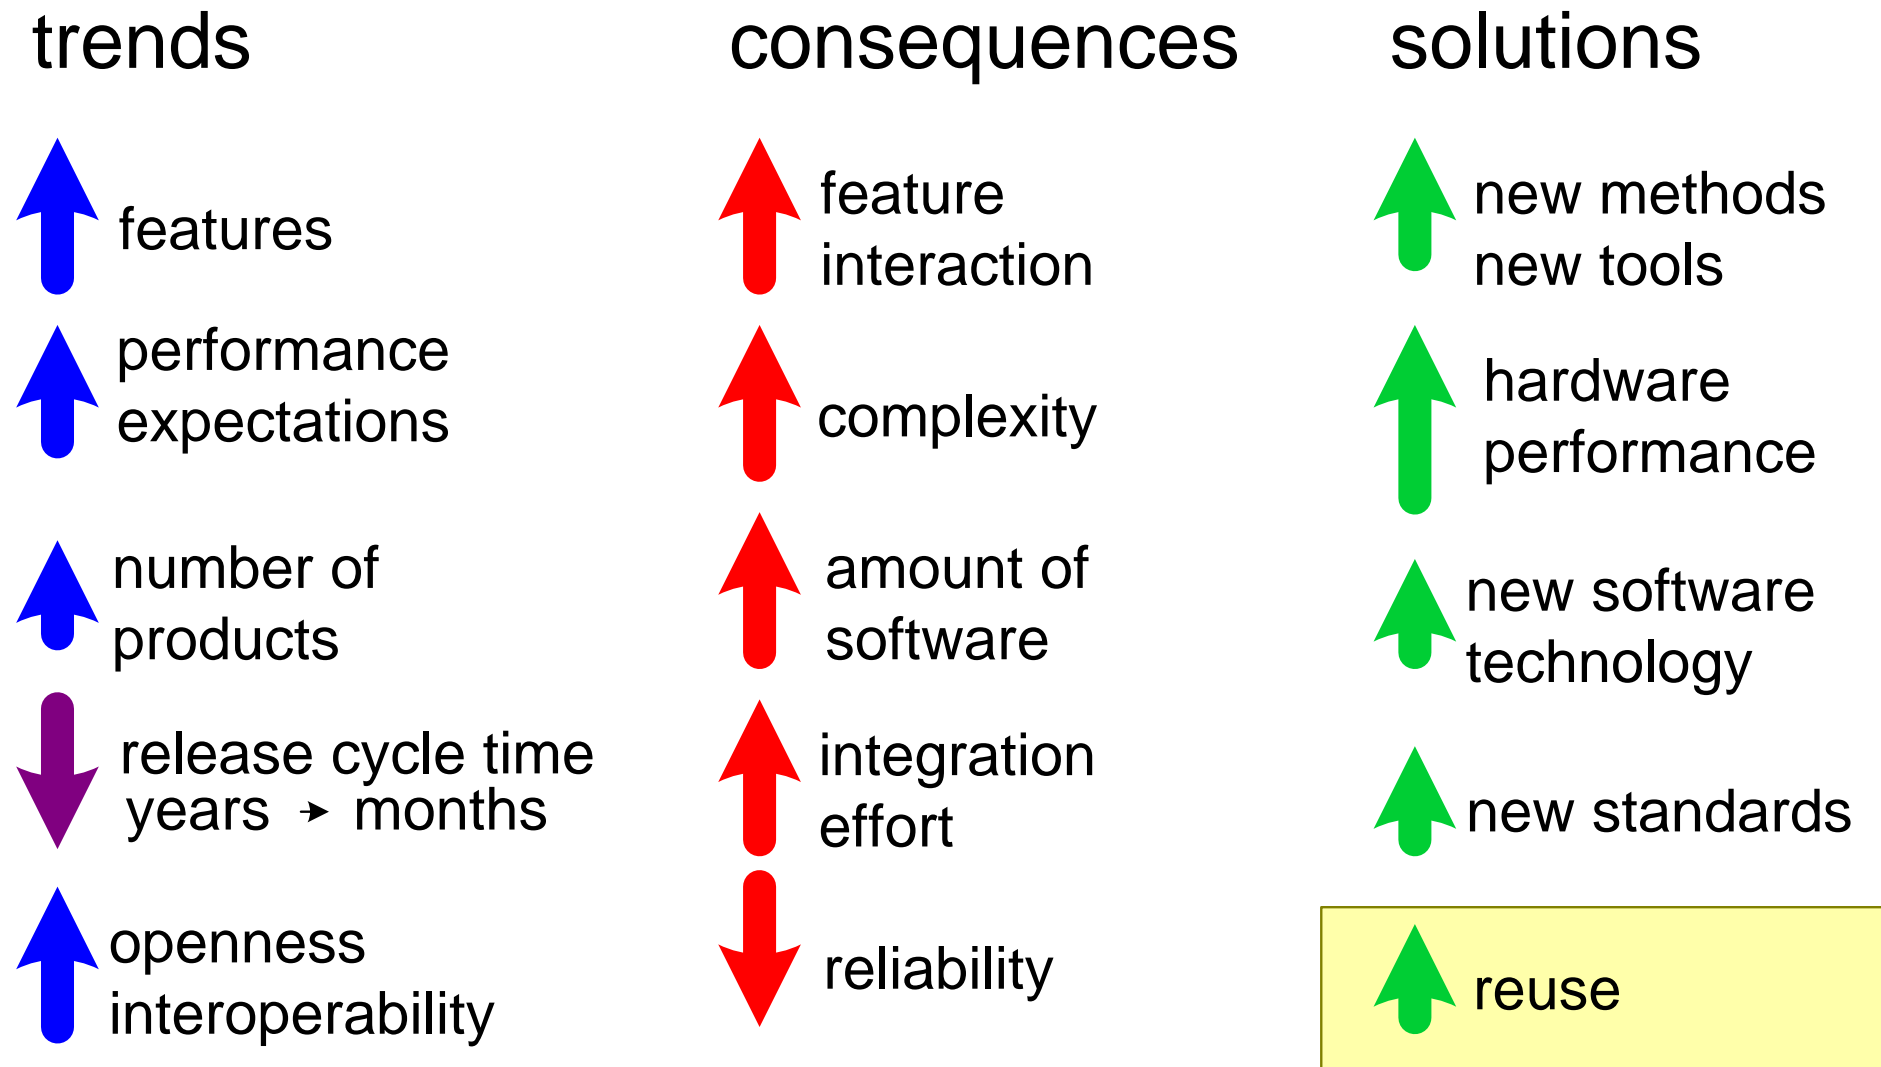 trends
features
performance
expectations
number of
products
release cycle time
years → months
openness
interoperability
consequences
feature
interaction
complexity
amount of
software
integration
effort
reliability
solutions
new methods
new tools
hardware
performance
new software
technology
new standards
reuse